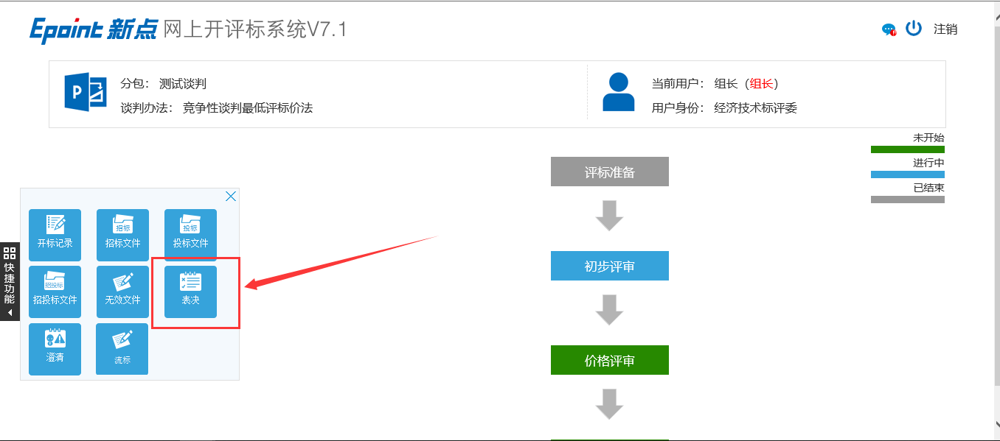 Epoint 新点 网上开评标系统V7.1
注销
P
分包： 测试谈判
谈判办法： 竞争性谈判最低评标价法
当前用户： 组长（组长）
用户身份： 经济技术标评委
未开始
进行中
已结束
评标准备
初步评审
价格评审
快捷功能
招标
投标
开标记录
招标文件
投标文件
招投标
招投标文件
无效文件
表决
澄清
流标